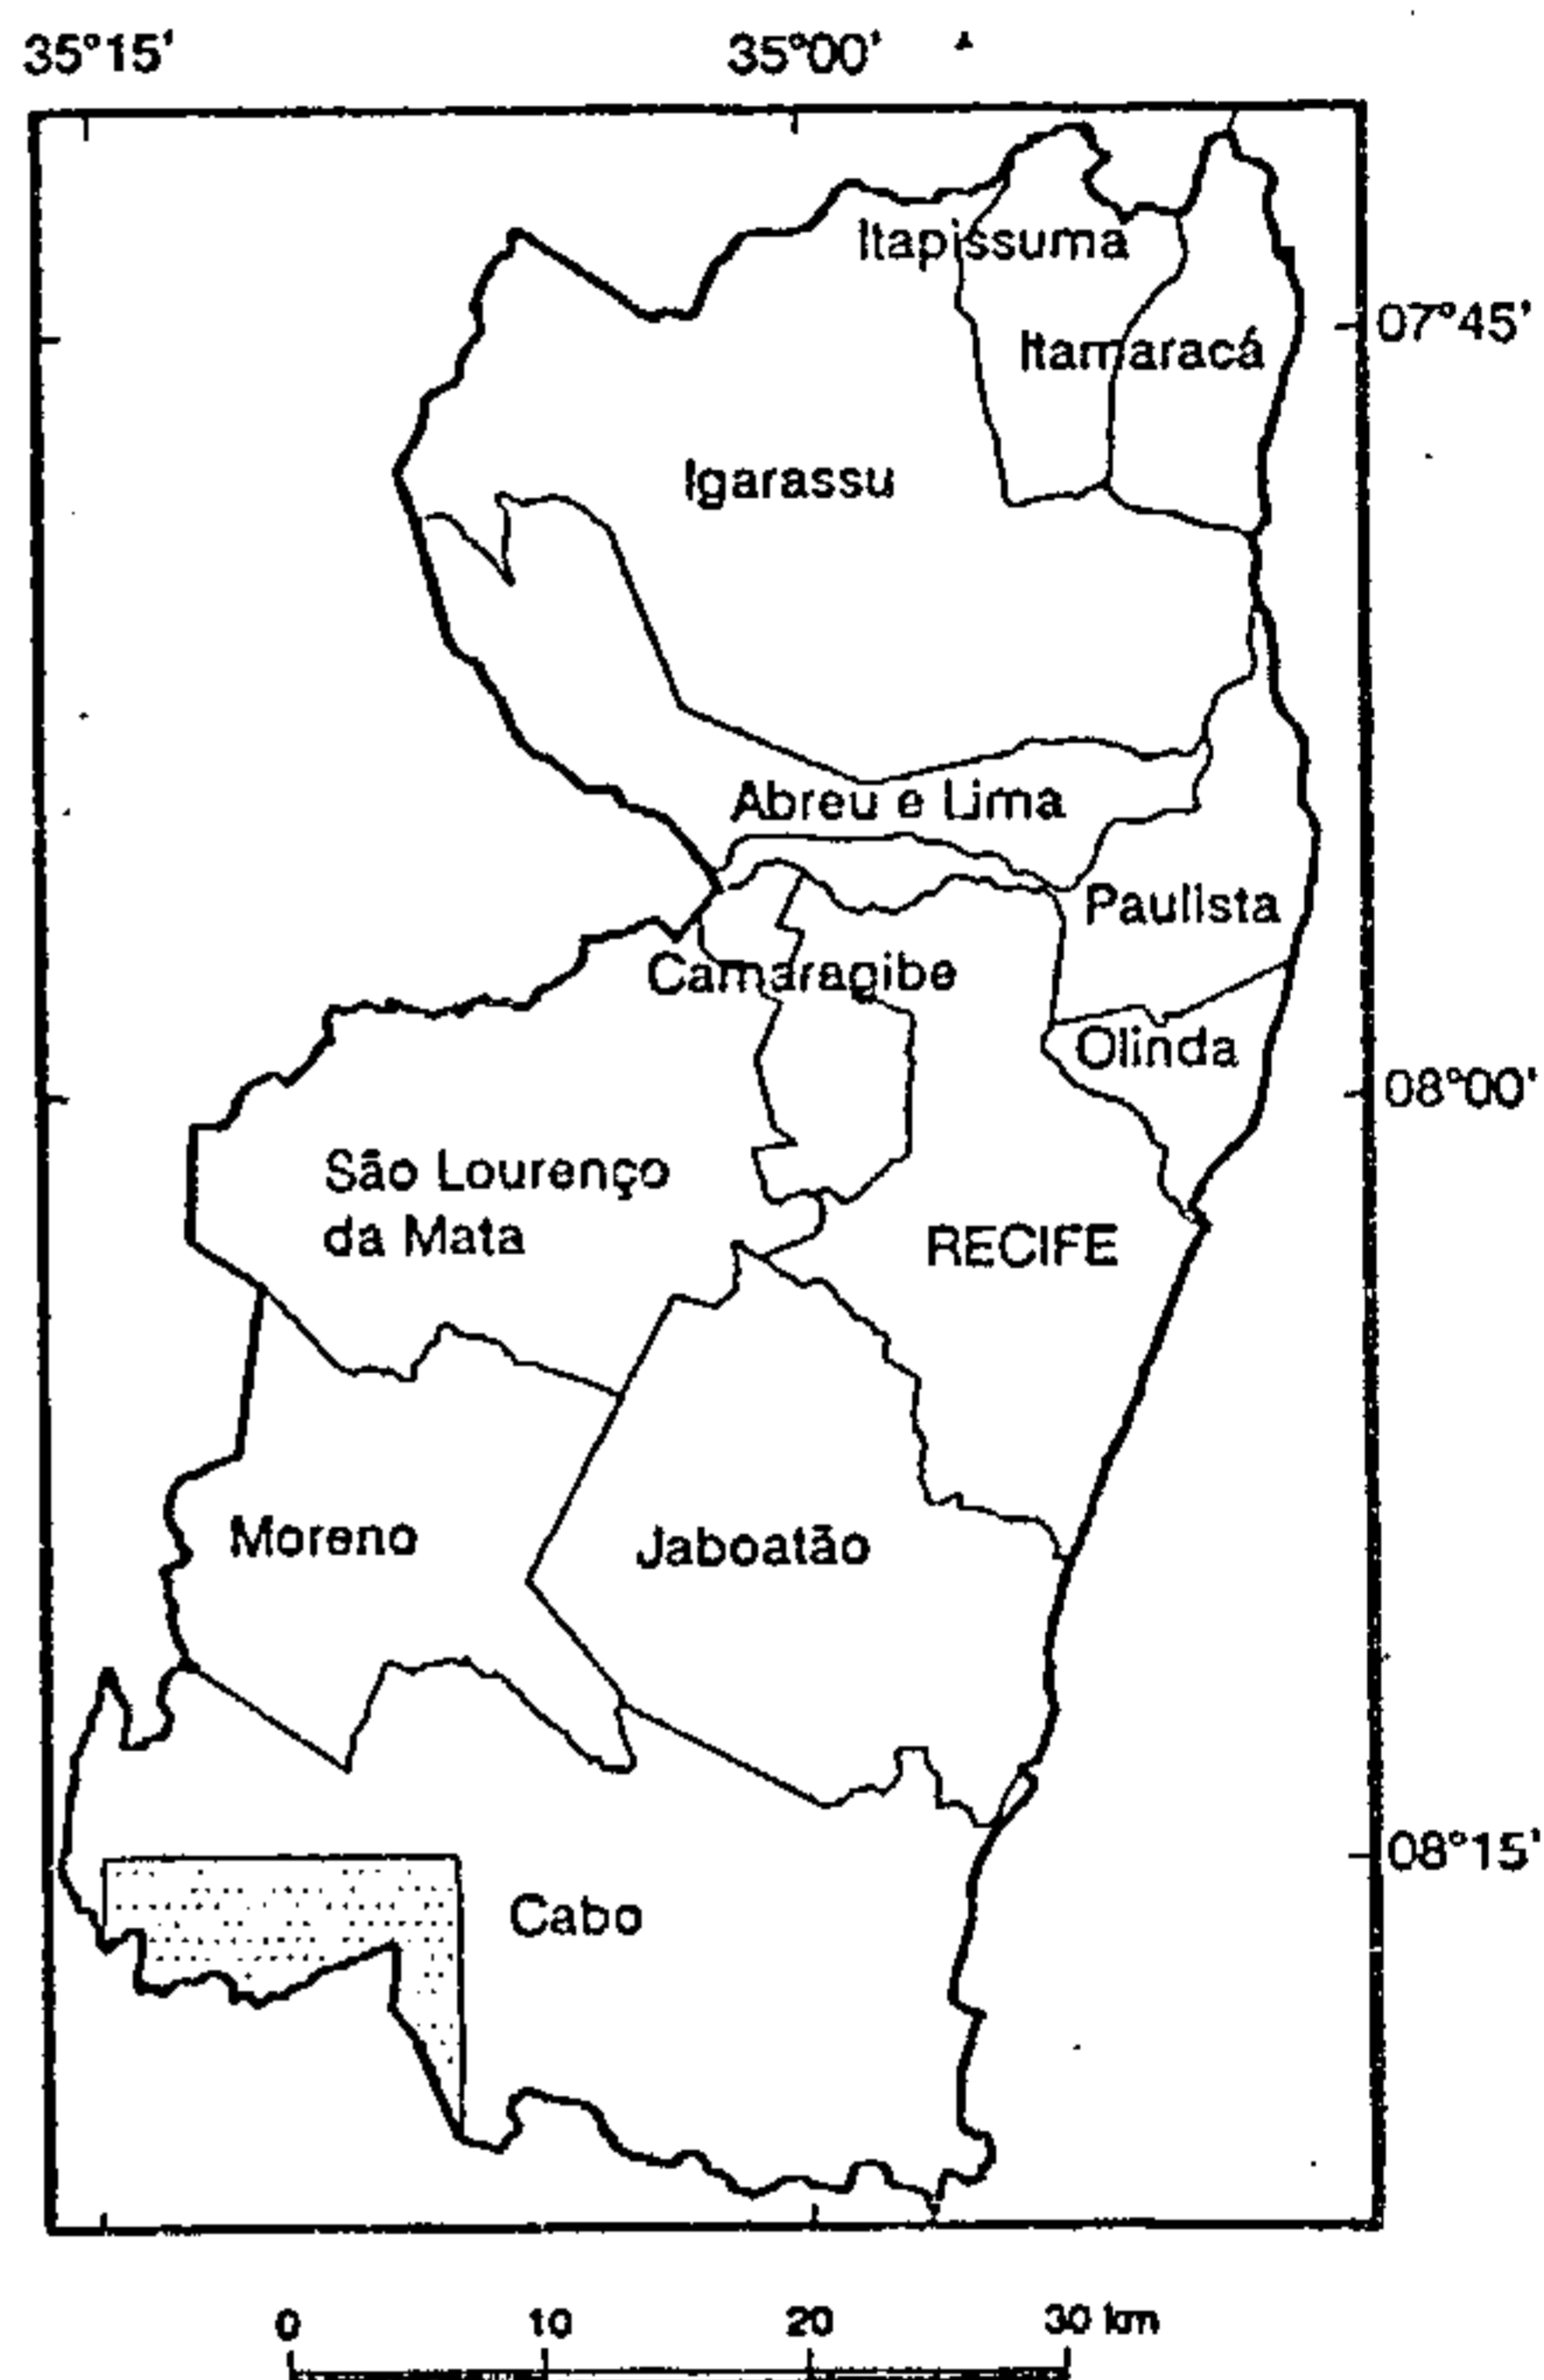 35°15' 35°00'
Itapissuma
07°45'
Itamaracá
Igarassu
Abreu e Lima
Paulista
Camaragibe
Olinda
08°00'
São Lourenço
da Mata
RECIFE
Moreno
Jaboatão
08°15'
Cabo
0 10 20 30 km